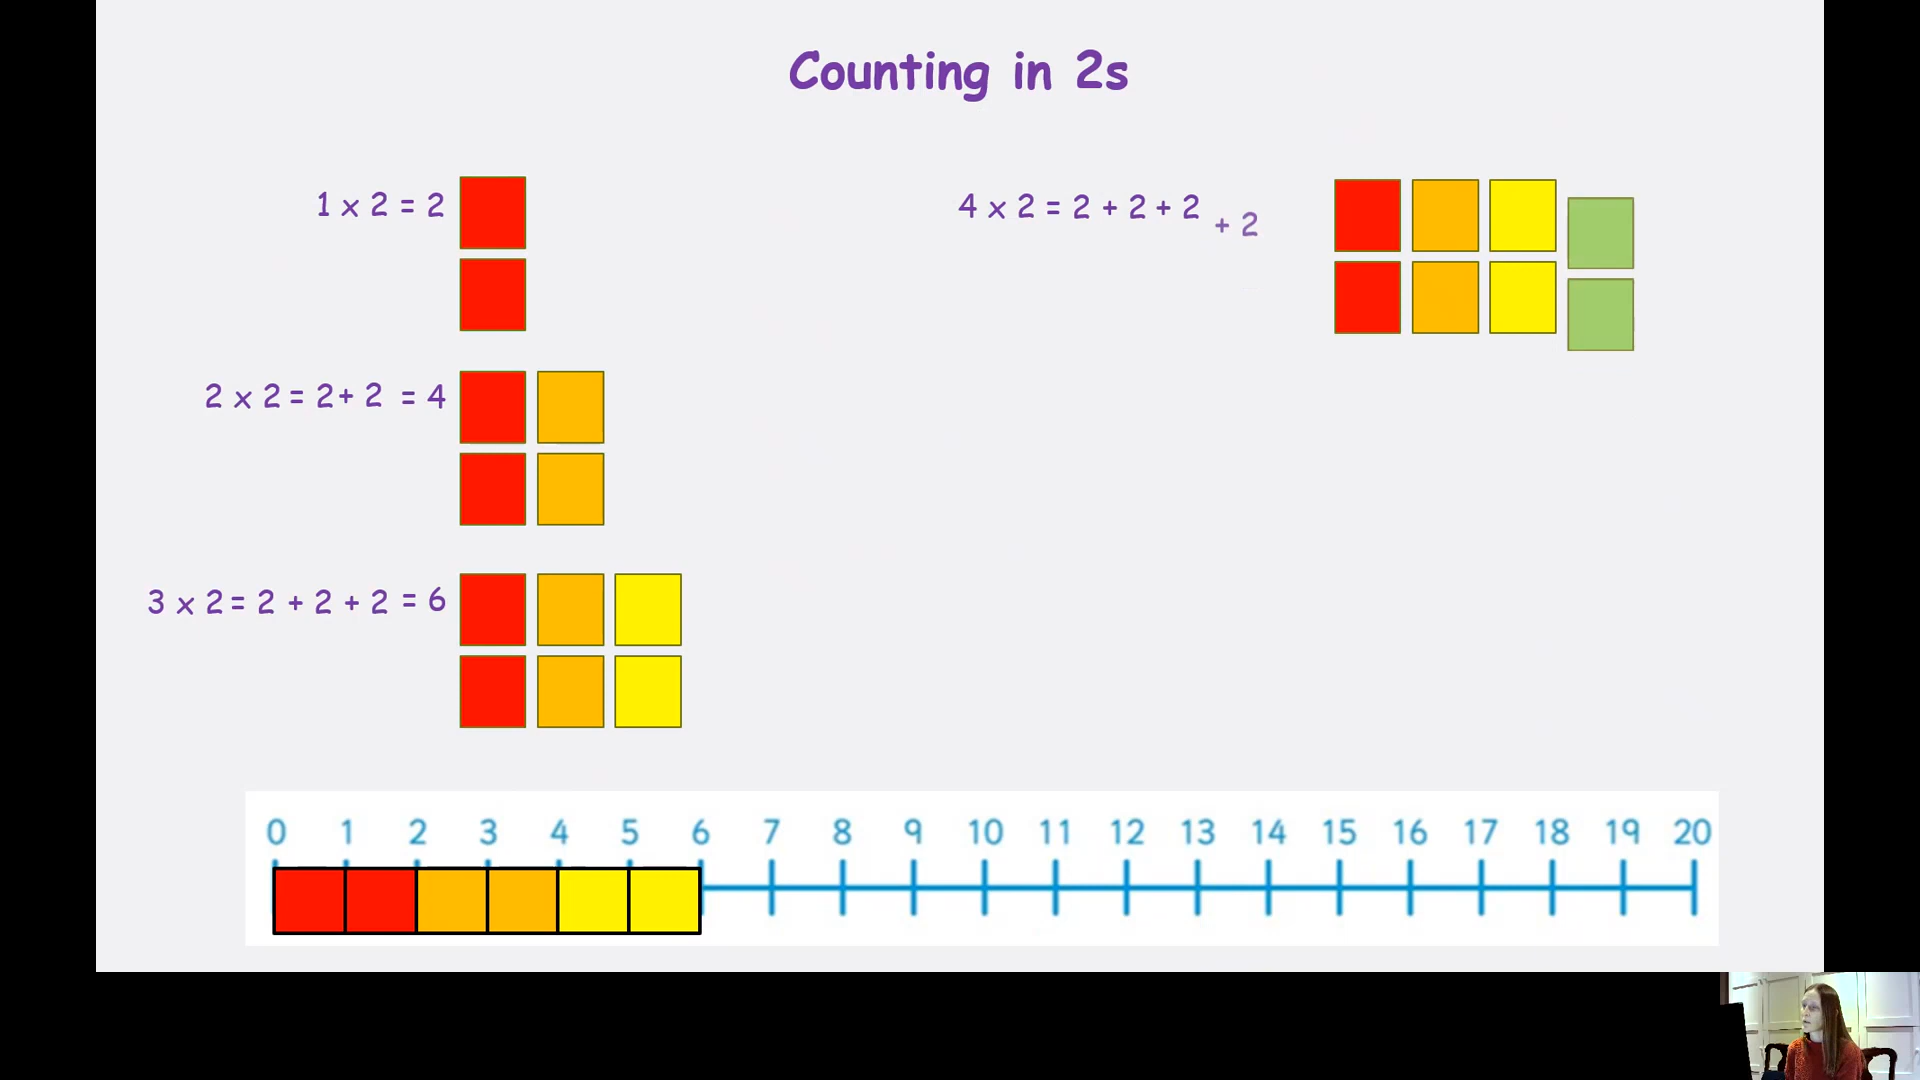 Counting in 2s
1 x 2 = 2
2 x 2 = 2 + 2 = 4
3 x 2 = 2 + 2 + 2 = 6
4 x 2 = 2 + 2 + 2 + 2
0 1 2 3 4 5 6 7 8 9 10 11 12 13 14 15 16 17 18 19 20